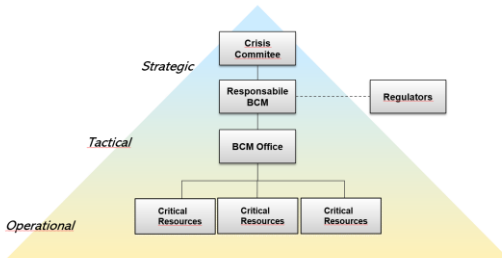 Crisis
Commitee
Strategic
Responsabile
BCM
Regulators
Tactical
BCM Office
Critical
Resources
Critical
Resources
Critical
Resources
Operational